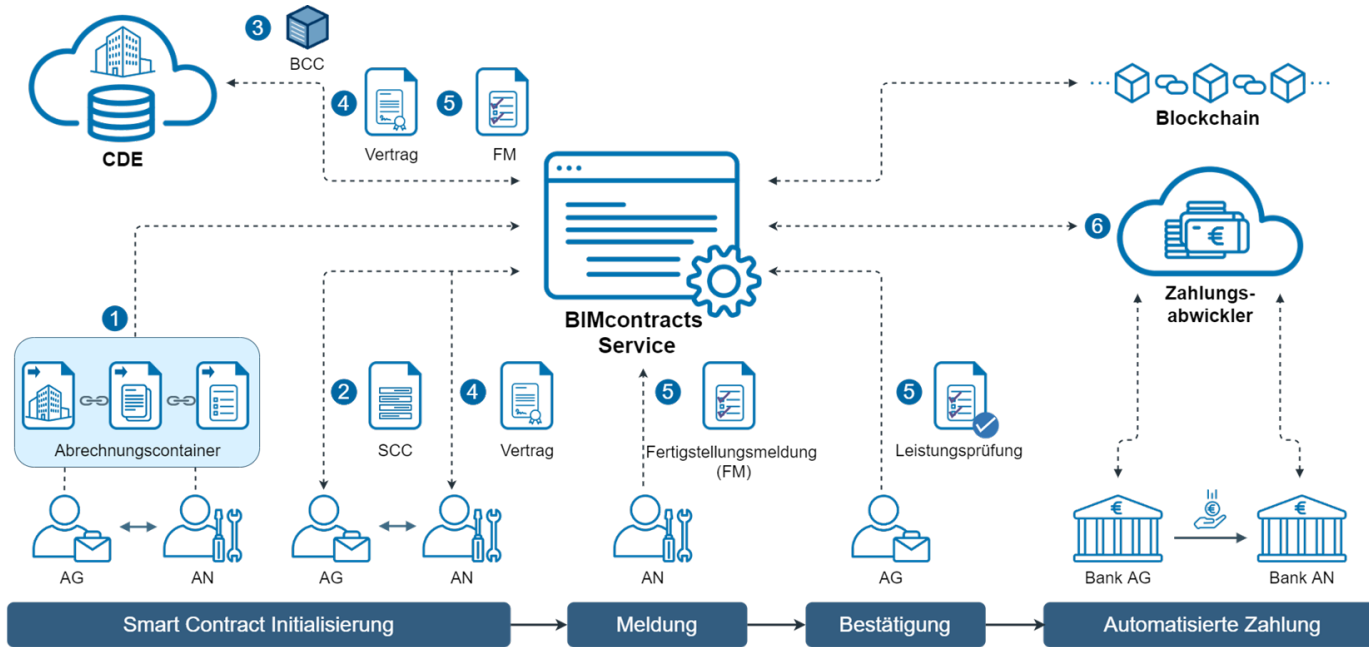 3
BCC
4
5
Vertrag
FM
CDE
Blockchain
6
€
Zahlungs-
abwickler
BIMcontracts
Service
1
Abrechnungscontainer
2
SCC
4
Vertrag
5
Fertigstellungsmeldung
(FM)
5
Leistungsprüfung
€
€
€
AG
AN
AG
AN
AN
AG
Bank AG
Bank AN
Smart Contract Initialisierung
Meldung
Bestätigung
Automatisierte Zahlung